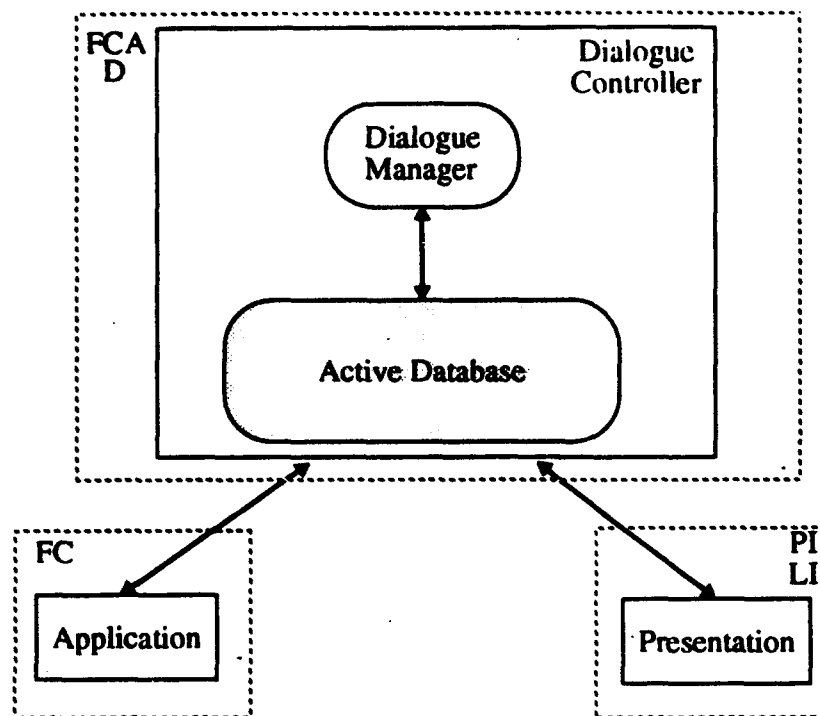 FCA
D
Dialogue
Controller
Dialogue
Manager
Active Database
FC
Application
PI
LI
Presentation